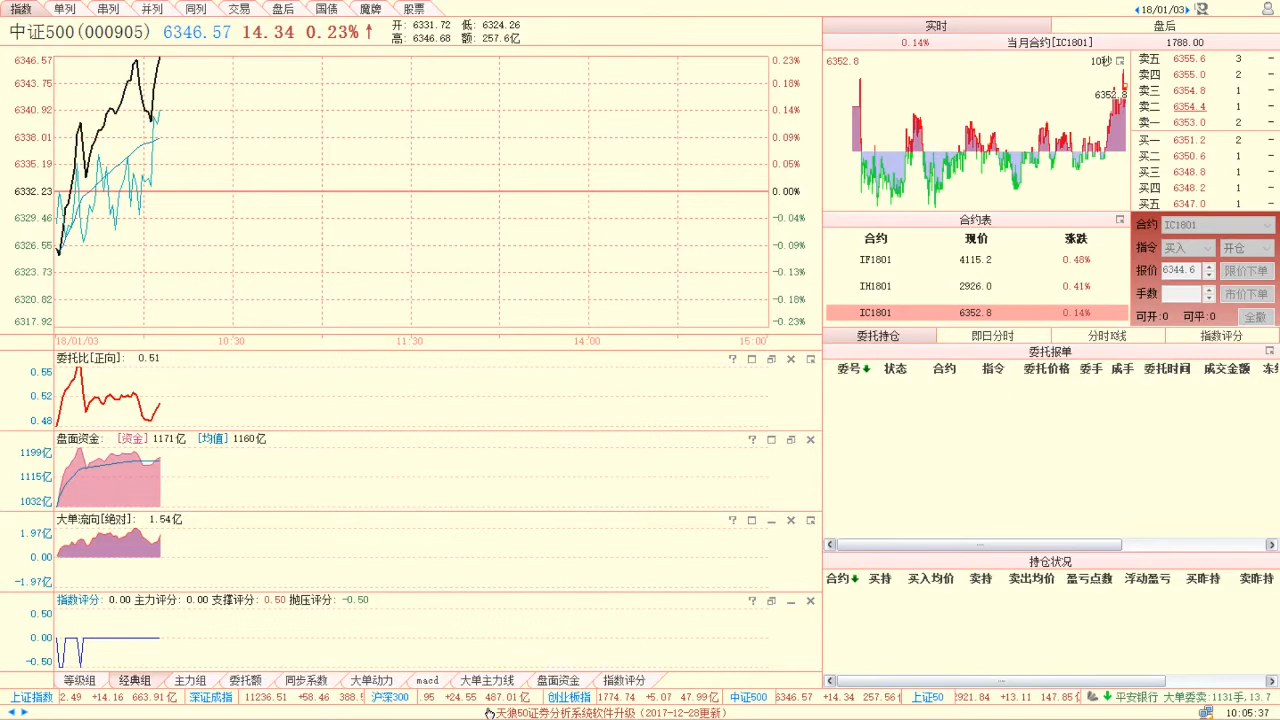 指数 单列 串列 并列 同列 交易 盘后 国债 魔牌 股票 18/01/03
中证500(000905) 6346.57 14.34 0.23%↑ 开: 6331.72 低: 6324.26
高: 6346.68 额: 257.6亿
实时 盘后
0.14% 当月合约[IC1801] 1788.00
6346.57 0.23%
6343.75 0.18%
6340.92 0.14%
6338.01 0.09%
6335.19 0.05%
6332.23 0.00%
6329.46 -0.04%
6326.55 -0.09%
6323.73 -0.13%
6320.82 -0.18%
6317.92 -0.23%
18/01/03 10:30 11:30 14:00 15:00
6352.8 10秒
6352.8
卖五 6355.6 3 —
卖四 6355.0 2 —
卖三 6354.8 1 —
卖二 6354.4 1 —
卖一 6353.0 2 —
买一 6351.2 2 —
买二 6350.6 1 —
买三 6348.8 1 —
买四 6348.2 1 —
买五 6347.0 1 —
合约表
合约 现价 涨跌
IF1801 4115.2 0.48%
IH1801 2926.0 0.41%
IC1801 6352.8 0.14%
合约 IC1801
指令 买入 开仓
报价 6344.6 限价下单
手数 市价下单
可开:0 可平:0 全撤
委托持仓 即日分时 分时K线 指数评分
委托报单
委号 状态 合约 指令 委托价格 委手 成手 委托时间 成交金额 冻
持仓状况
合约 买持 买入均价 卖持 卖出均价 盈亏点数 浮动盈亏 买昨持 卖昨持
委托比[正向]: 0.51
0.55
0.52
0.48
盘面资金: [资金] 1171亿 [均值] 1160亿
1199亿
1115亿
1032亿
大单流向[绝对]: 1.54亿
1.97亿
0.00
-1.97亿
指数评分: 0.00 主力评分: 0.00 支撑评分: 0.50 抛压评分: -0.50
0.50
0.00
-0.50
等级组 经典组 主力组 委托额 同步系数 大单动力 macd 大单主力线 盘面资金 指数评分
上证指数 2.49 +14.16 663.91亿 深证成指 11236.51 +58.46 388. 沪深300 .95 +24.55 487.01亿 创业板指 1774.74 +5.07 47.99亿 中证500 6346.57 +14.34 257.56亿 上证50 2921.84 +13.11 147.85亿 平安银行 大单委卖:1131手,13.7
天狼50证券分析系统软件升级（2017-12-28更新） 10:05:37